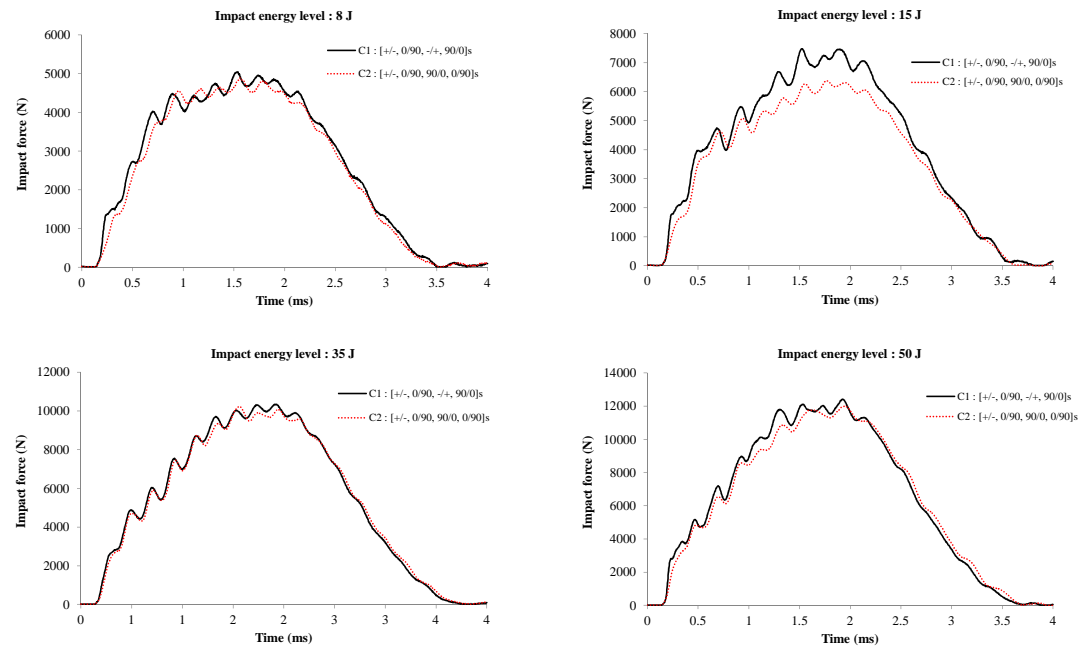 Impact energy level : 8 J
6000
5000
4000
3000
2000
1000
0
Impact force (N)
C1 : [+/-, 0/90, -/+, 90/0]s
C2 : [+/-, 0/90, 90/0, 0/90]s
0 0.5 1 1.5 2 2.5 3 3.5 4
Time (ms)
Impact energy level : 15 J
8000
7000
6000
5000
4000
3000
2000
1000
0
Impact force (N)
C1 : [+/-, 0/90, -/+, 90/0]s
C2 : [+/-, 0/90, 90/0, 0/90]s
0 0.5 1 1.5 2 2.5 3 3.5 4
Time (ms)
Impact energy level : 35 J
12000
10000
8000
6000
4000
2000
0
Impact force (N)
C1 : [+/-, 0/90, -/+, 90/0]s
C2 : [+/-, 0/90, 90/0, 0/90]s
0 1 1 2 2 3 3 4 4
Time (ms)
Impact energy level : 50 J
14000
12000
10000
8000
6000
4000
2000
0
Impact force (N)
C1 : [+/-, 0/90, -/+, 90/0]s
C2 : [+/-, 0/90, 90/0, 0/90]s
0 0.5 1 1.5 2 2.5 3 3.5 4
Time (ms)